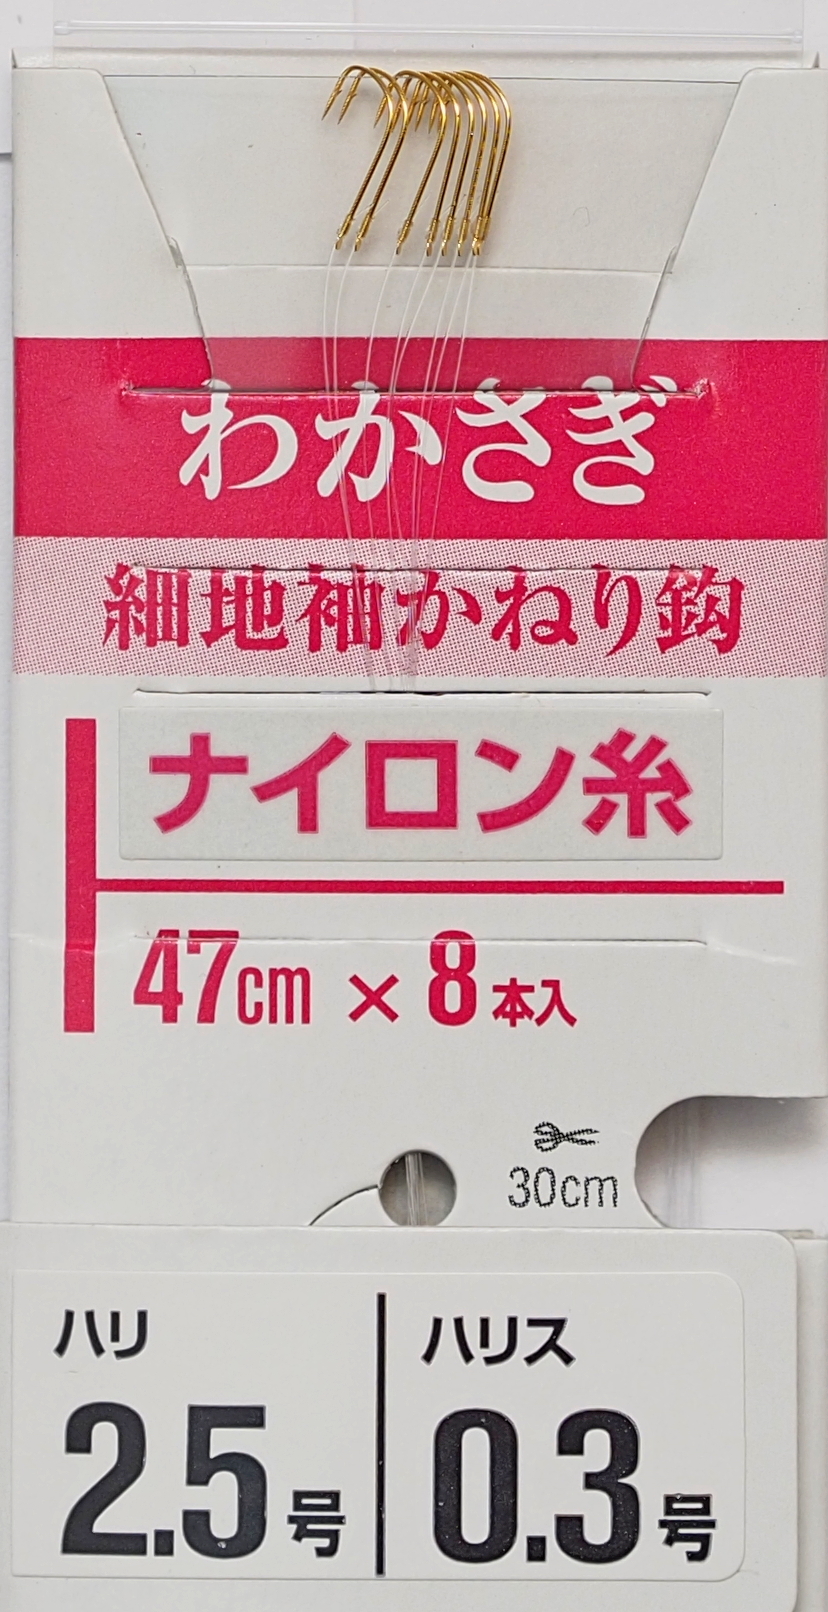 わかさぎ
細地袖かねり鈎
ナイロン糸
47cm × 8本入
30cm
ハリ
2.5号
ハリス
0.3号